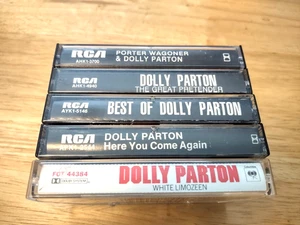 RCA
PORTER WAGONER
& DOLLY PARTON
RCA
DOLLY PARTON
THE GREAT PRETENDER
RCA
BEST OF DOLLY PARTON
RCA
DOLLY PARTON
Here You Come Again
44384
DOLLY PARTON
WHITE LIMOZEEN